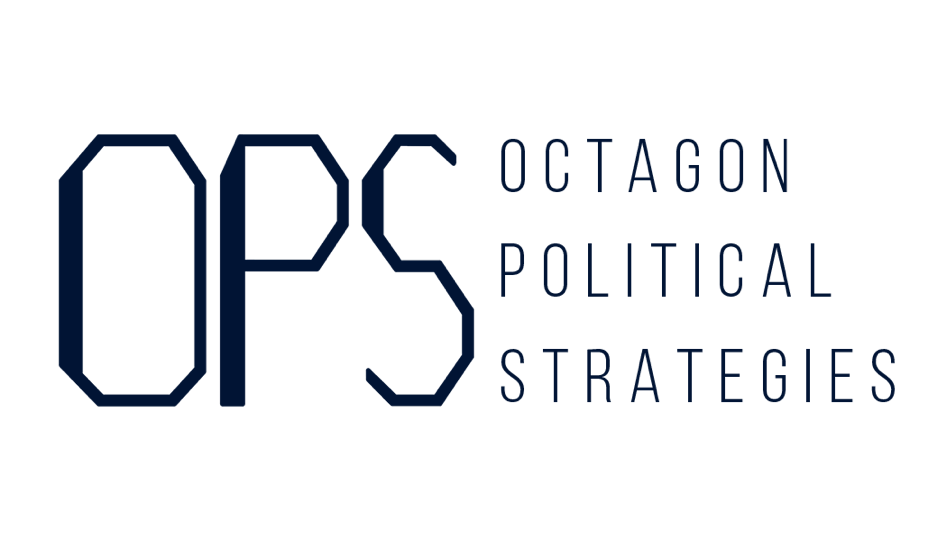 OPS
OCTAGON
POLITICAL
STRATEGIES